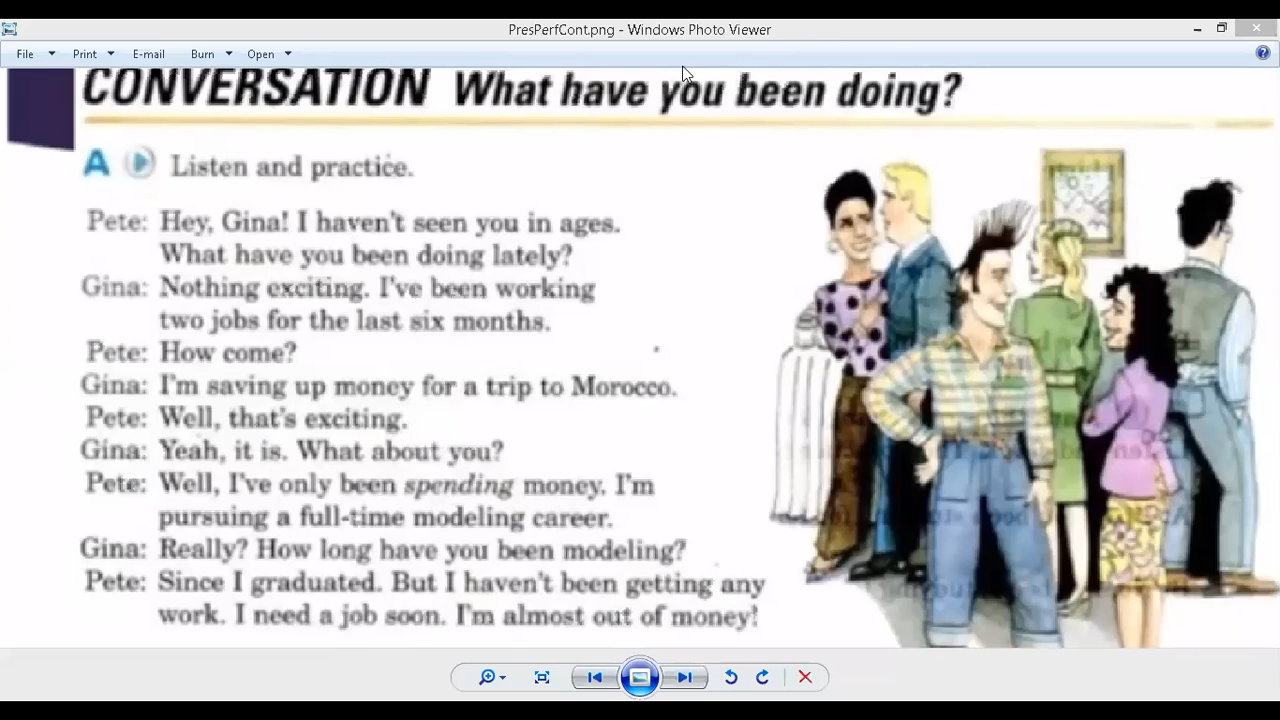 PresPerfCont.png - Windows Photo Viewer
File Print E-mail Burn Open
CONVERSATION What have you been doing?
A Listen and practice.
Pete: Hey, Gina! I haven't seen you in ages.
What have you been doing lately?
Gina: Nothing exciting. I've been working
two jobs for the last six months.
Pete: How come?
Gina: I'm saving up money for a trip to Morocco.
Pete: Well, that's exciting.
Gina: Yeah, it is. What about you?
Pete: Well, I've only been spending money. I'm
pursuing a full-time modeling career.
Gina: Really? How long have you been modeling?
Pete: Since I graduated. But I haven't been getting any
work. I need a job soon. I'm almost out of money!